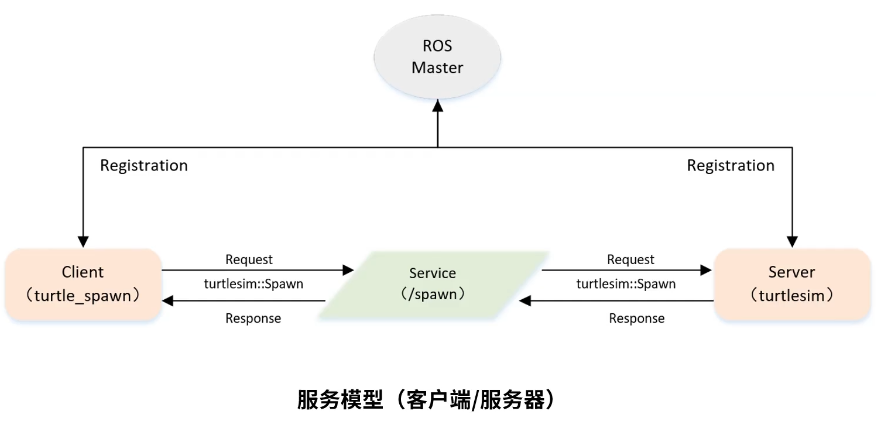 ROS
Master
Registration
Registration
Client
（turtle_spawn）
Request
turtlesim::Spawn
Response
Service
（/spawn）
Request
turtlesim::Spawn
Response
Server
（turtlesim）
服务模型（客户端/服务器）